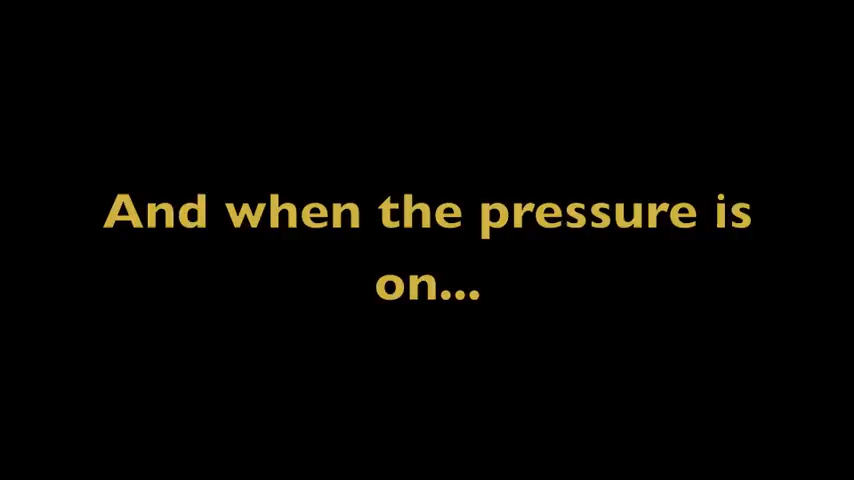 And when the pressure is
on...